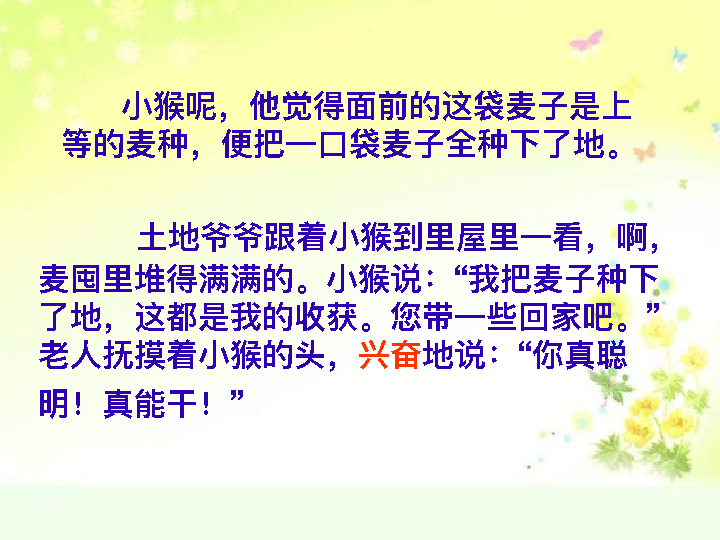 小猴呢，他觉得面前的这袋麦子是上
等的麦种，便把一口袋麦子全种下了地。
土地爷爷跟着小猴到里屋里一看，啊，
麦囤里堆得满满的。小猴说：“我把麦子种下
了地，这都是我的收获。您带一些回家吧。”
老人抚摸着小猴的头，兴奋地说：“你真聪
明！真能干！”